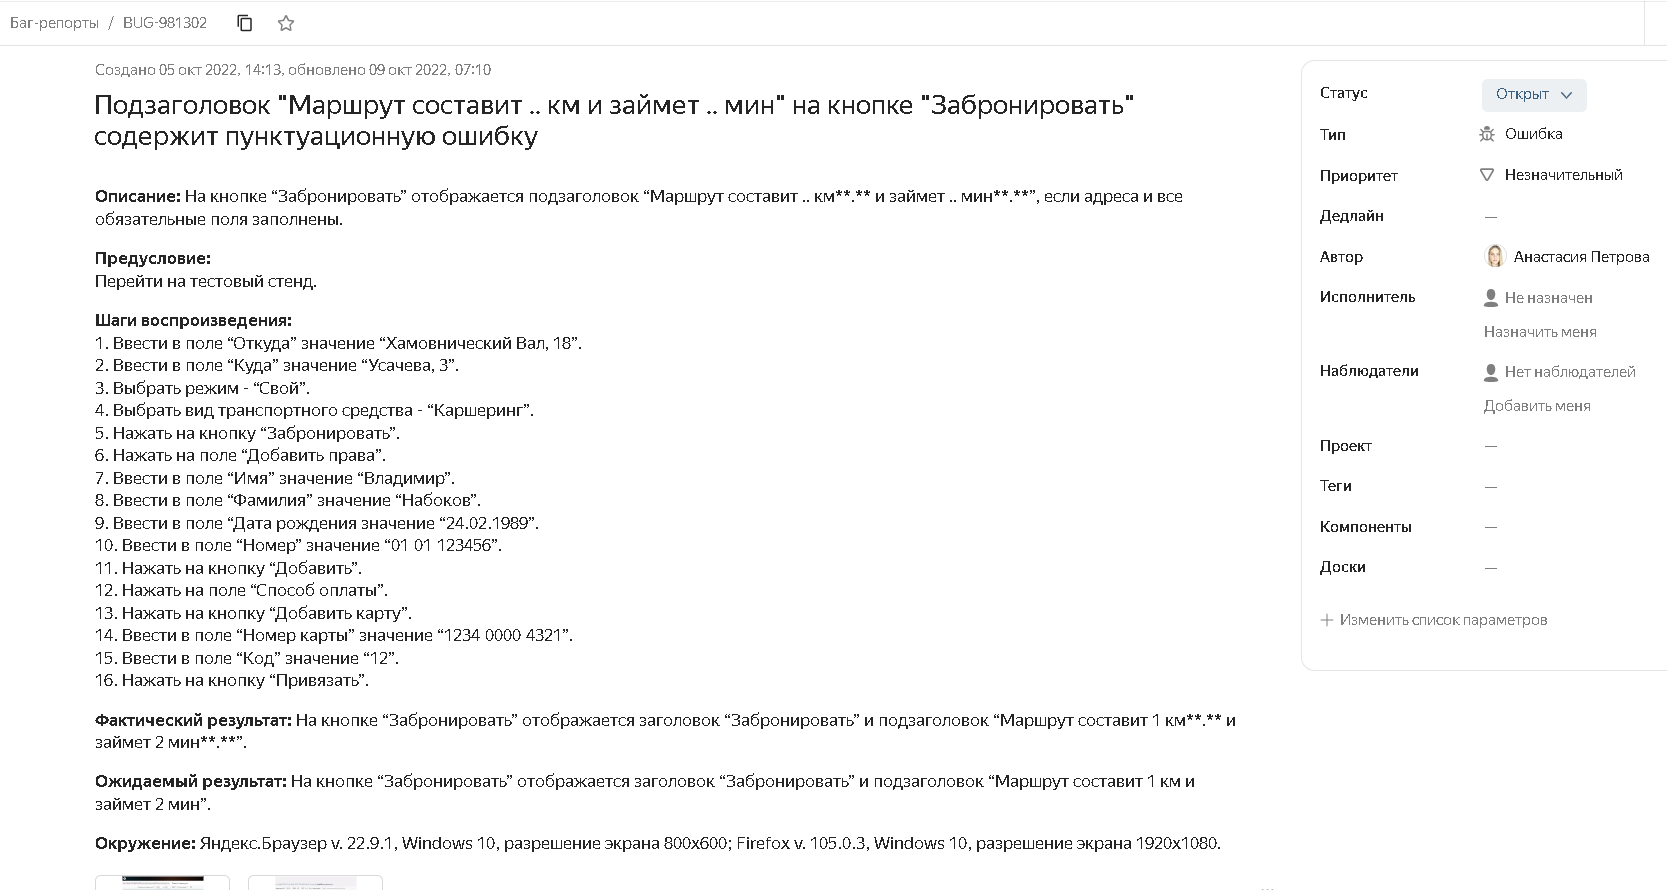 Баг-репорты / BUG-981302
Создано 05 окт 2022, 14:13, обновлено 09 окт 2022, 07:10
Подзаголовок "Маршрут составит .. км и займет .. мин" на кнопке "Забронировать"
содержит пунктуационную ошибку
Описание: На кнопке “Забронировать” отображается подзаголовок “Маршрут составит .. км**.** и займет .. мин**.**”, если адреса и все
обязательные поля заполнены.
Предусловие:
Перейти на тестовый стенд.
Шаги воспроизведения:
1. Ввести в поле “Откуда” значение “Хамовнический Вал, 18”.
2. Ввести в поле “Куда” значение “Усачева, 3”.
3. Выбрать режим - “Свой”.
4. Выбрать вид транспортного средства - “Каршеринг”.
5. Нажать на кнопку “Забронировать”.
6. Нажать на поле “Добавить права”.
7. Ввести в поле “Имя” значение “Владимир”.
8. Ввести в поле “Фамилия” значение “Набоков”.
9. Ввести в поле “Дата рождения значение “24.02.1989”.
10. Ввести в поле “Номер” значение “01 01 123456”.
11. Нажать на кнопку “Добавить”.
12. Нажать на поле “Способ оплаты”.
13. Нажать на кнопку “Добавить карту”.
14. Ввести в поле “Номер карты” значение “1234 0000 4321”.
15. Ввести в поле “Код” значение “12”.
16. Нажать на кнопку “Привязать”.
Фактический результат: На кнопке “Забронировать” отображается заголовок “Забронировать” и подзаголовок “Маршрут составит 1 км**.** и
займет 2 мин**.**”.
Ожидаемый результат: На кнопке “Забронировать” отображается заголовок “Забронировать” и подзаголовок “Маршрут составит 1 км и
займет 2 мин”.
Окружение: Яндекс.Браузер v. 22.9.1, Windows 10, разрешение экрана 800x600; Firefox v. 105.0.3, Windows 10, разрешение экрана 1920x1080.
Статус Открыт
Тип Ошибка
Приоритет Незначительный
Дедлайн —
Автор Анастасия Петрова
Исполнитель Не назначен
Назначить меня
Наблюдатели Нет наблюдателей
Добавить меня
Проект —
Теги —
Компоненты —
Доски —
+ Изменить список параметров